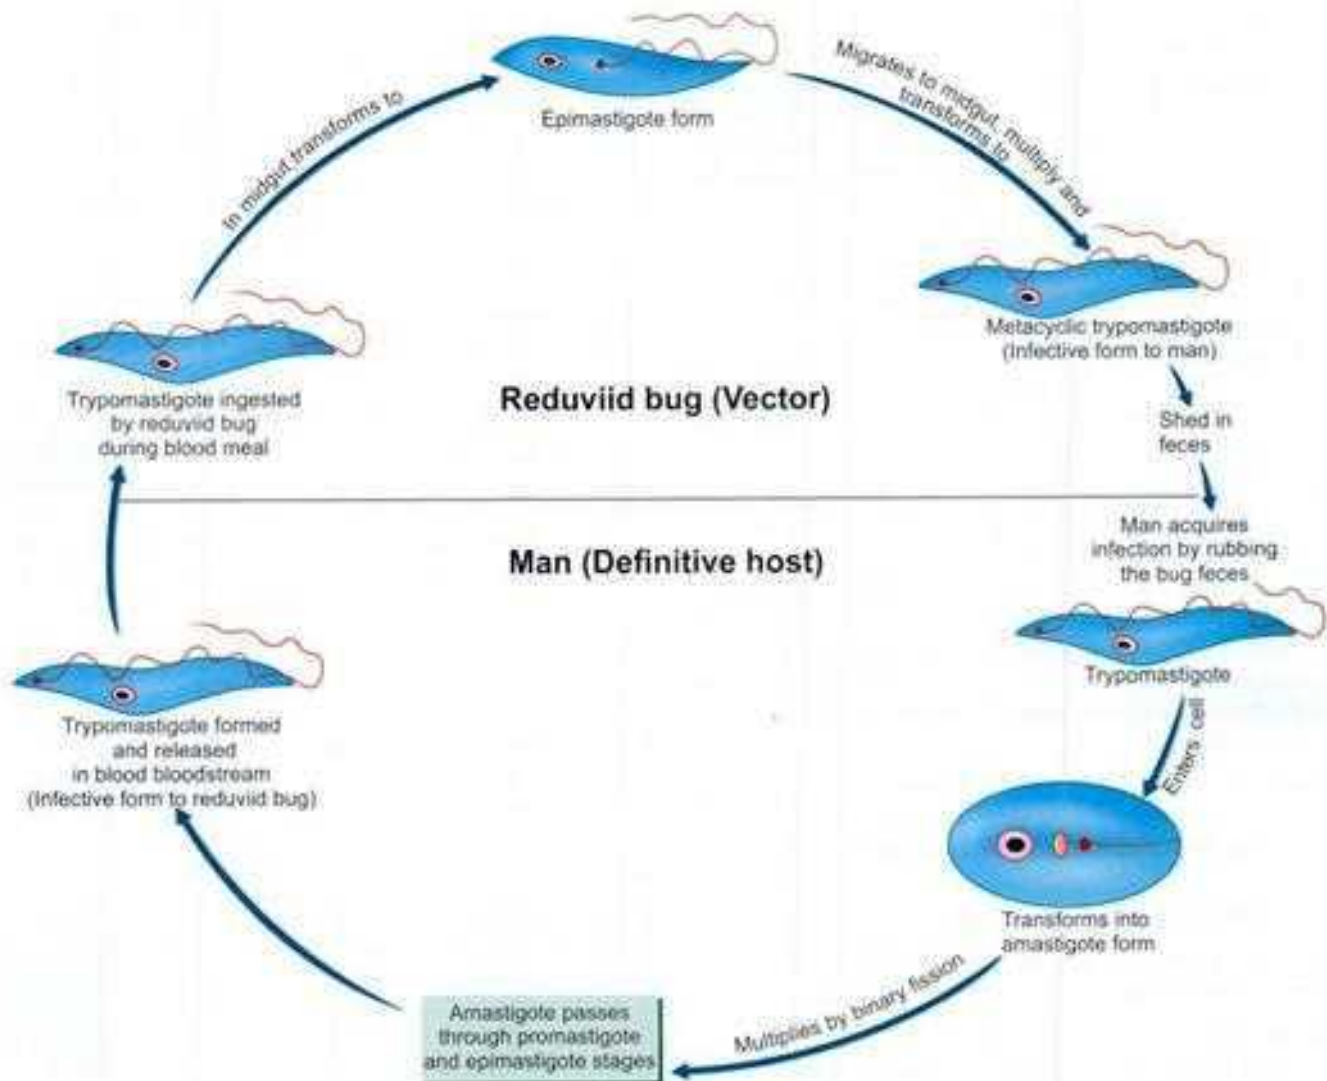 Epimastigote form
In midgut transforms to
Migrates to midgut, multiply and
transforms to
Metacyclic trypomastigote
(Infective form to man)
Trypomastigote ingested
by reduviid bug
during blood meal
Reduviid bug (Vector)
Shed in
feces
Man (Definitive host)
Man acquires
infection by rubbing
the bug feces
Trypomastigote
Enters cell
Trypomastigote formed
and released
in blood bloodstream
(Infective form to reduviid bug)
Transforms into
amastigote form
Multiplies by binary fission
Amastigote passes
through promastigote
and epimastigote stages